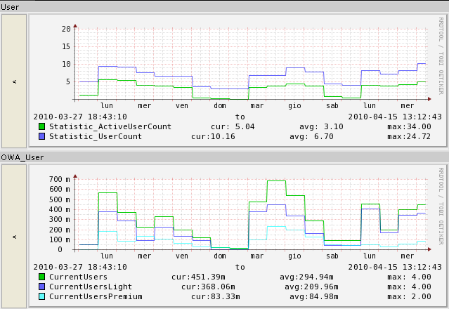 User
20
15
10
5
lun mer ven dom mar gio sab lun mer
2010-03-27 18:43:10 to 2010-04-15 13:12:43
Statistic_ActiveUserCount cur: 5.04 avg: 3.10 max:34.00
Statistic_UserCount cur:10.16 avg: 6.70 max:24.72
RRDTOOL / TOBI OETIKER
OWA_User
700 m
600 m
500 m
400 m
300 m
200 m
100 m
0
lun mer ven dom mar gio sab lun mer
2010-03-27 18:43:10 to 2010-04-15 13:12:43
CurrentUsers cur:451.39m avg:294.94m max: 4.00
CurrentUsersLight cur:368.06m avg:209.96m max: 4.00
CurrentUsersPremium cur:83.33m avg:84.98m max: 2.00
RRDTOOL / TOBI OETIKER